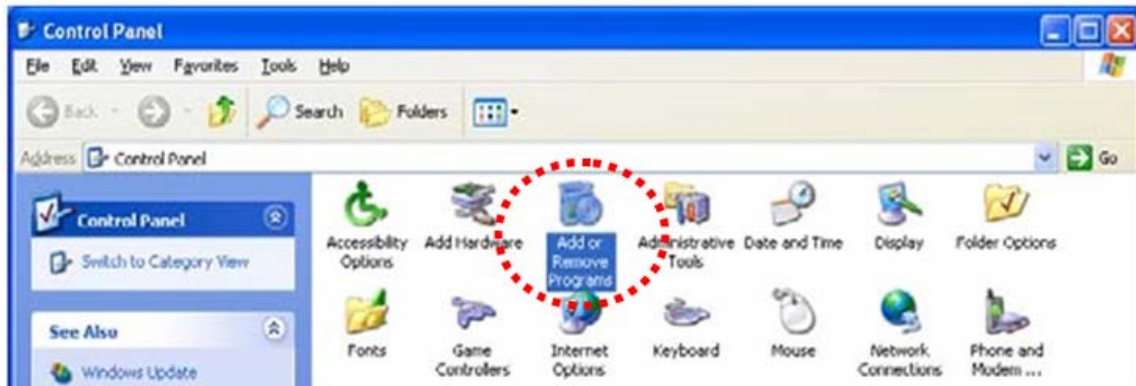 Control Panel
File Edit View Favorites Tools Help
Back Search Folders
Address Control Panel Go
Control Panel
Switch to Category View
See Also
Windows Update
Accessibility Options
Add Hardware
Add or Remove Programs
Administrative Tools
Date and Time
Display
Folder Options
Fonts
Game Controllers
Internet Options
Keyboard
Mouse
Network Connections
Phone and Modem ...